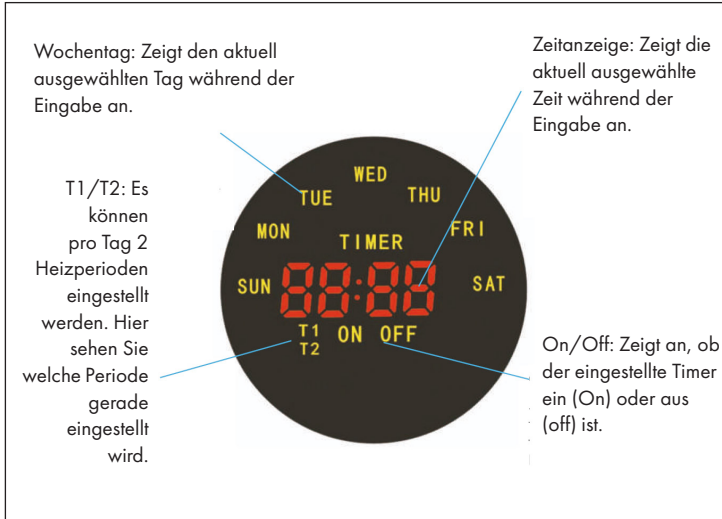 Wochentag: Zeigt den aktuell
ausgewählten Tag während der
Eingabe an.
Zeitanzeige: Zeigt die
aktuell ausgewählte
Zeit während der
Eingabe an.
T1/T2: Es
können
pro Tag 2
Heizperioden
eingestellt
werden. Hier
sehen Sie
welche Periode
gerade
eingestellt
wird.
WED
TUE THU
MON FRI
TIMER
SUN 88:88 SAT
T1 ON OFF
T2
On/Off: Zeigt an, ob
der eingestellte Timer
ein (On) oder aus
(off) ist.